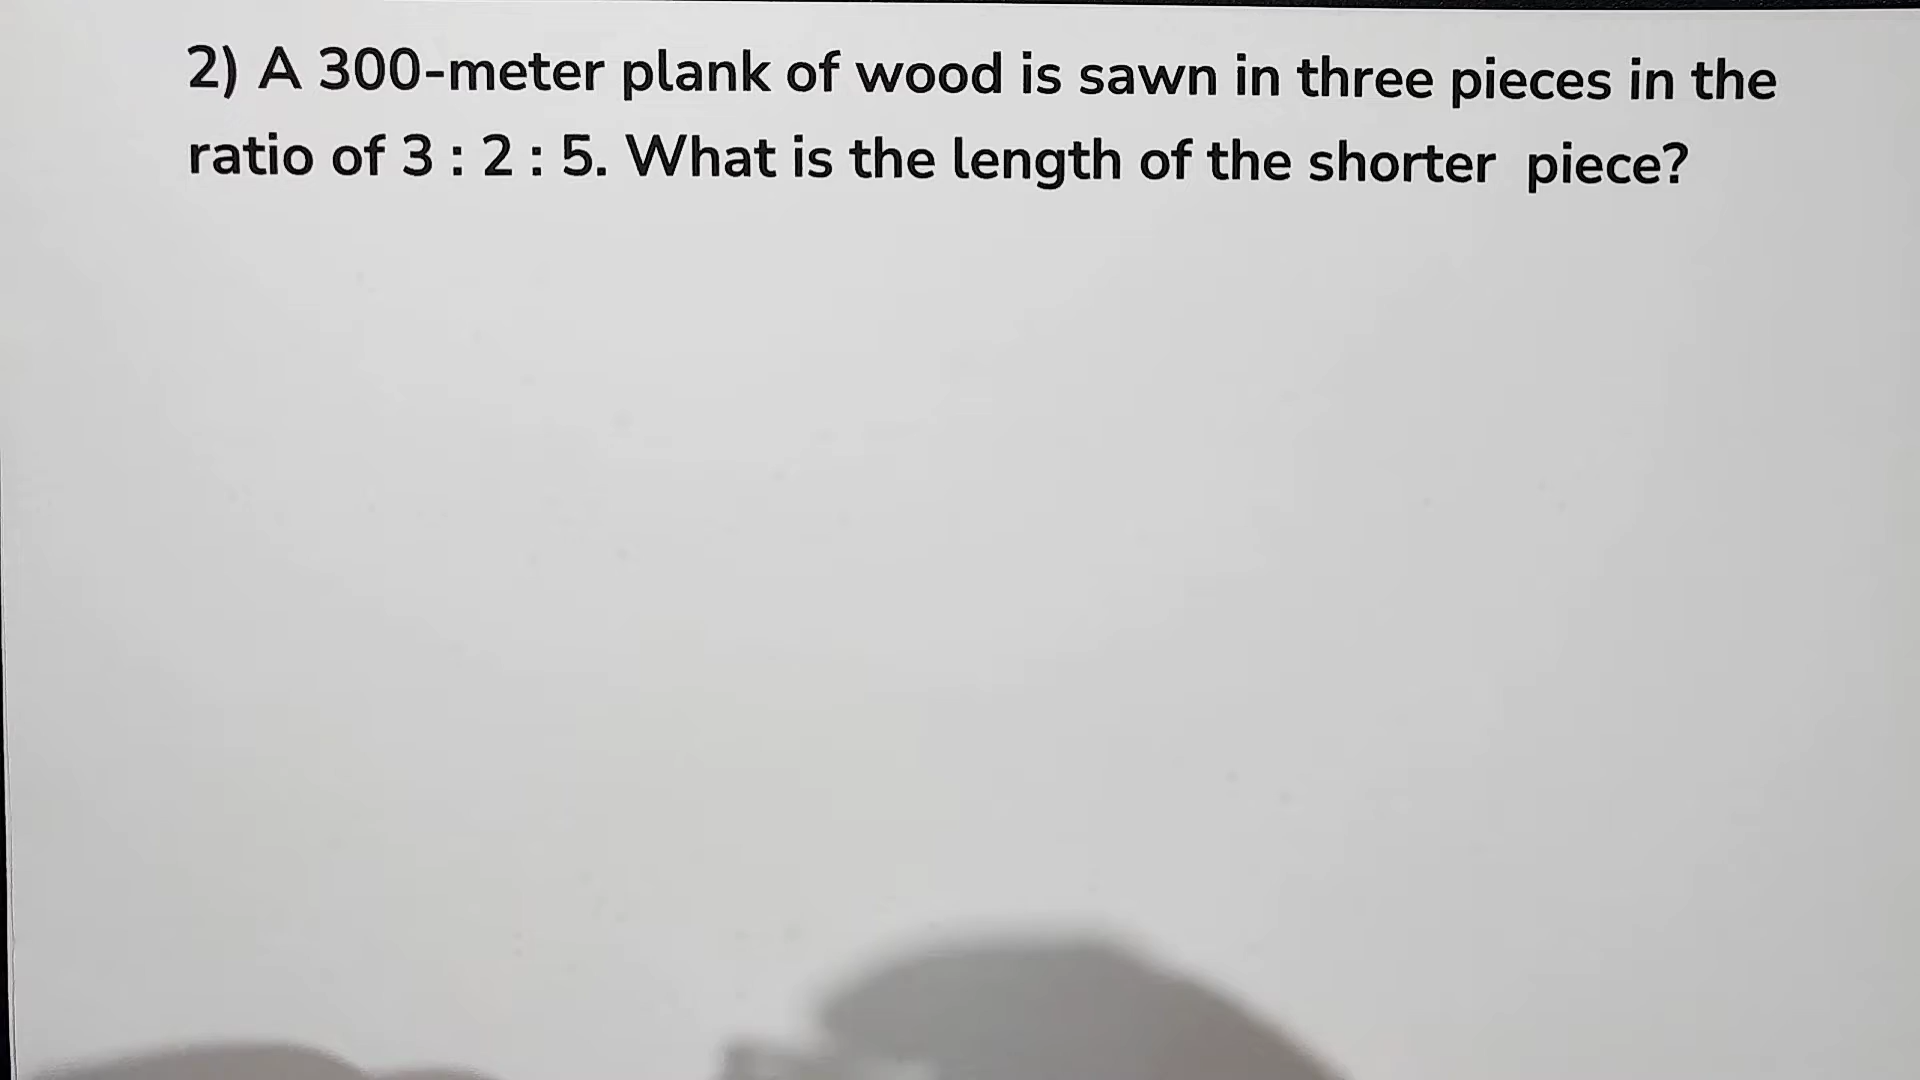 2) A 300-meter plank of wood is sawn in three pieces in the
ratio of 3 : 2 : 5. What is the length of the shorter piece?